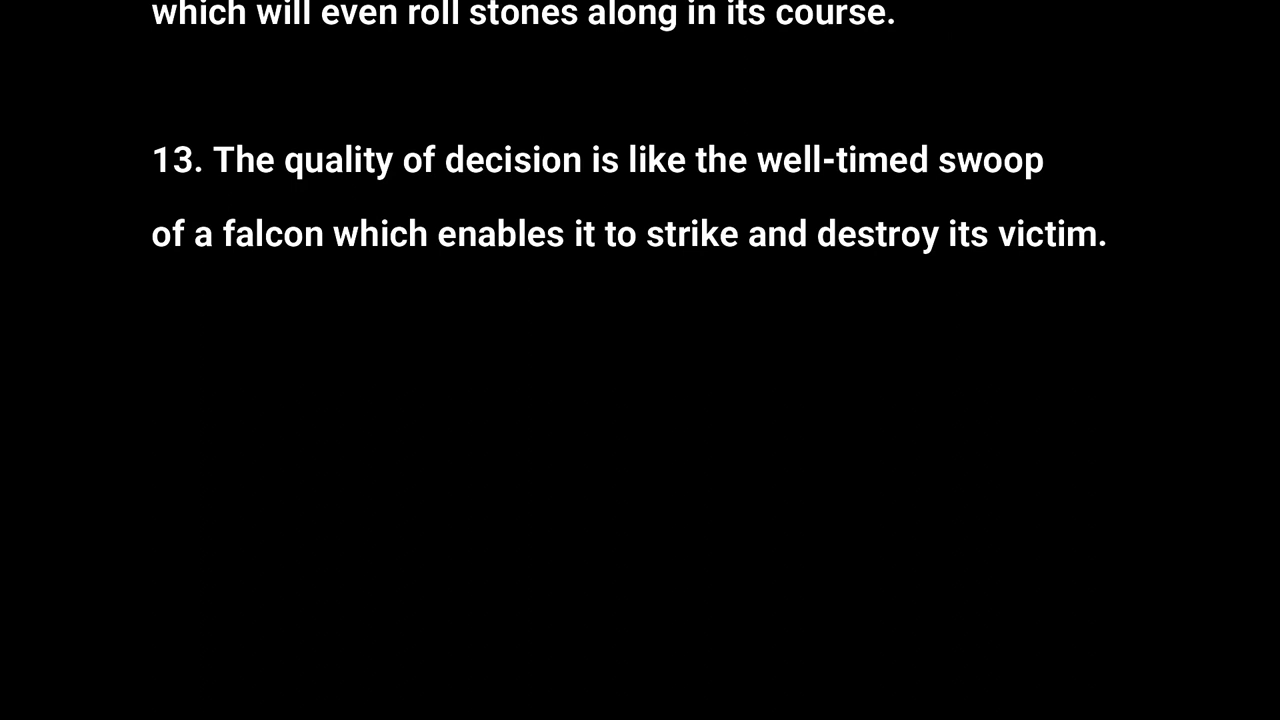 which will even roll stones along in its course.
13. The quality of decision is like the well-timed swoop
of a falcon which enables it to strike and destroy its victim.